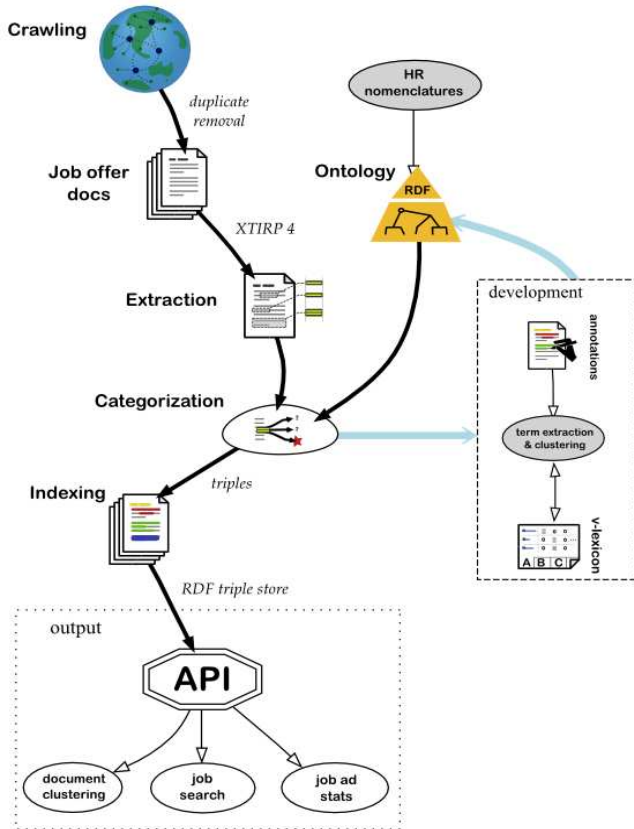 Crawling
duplicate
removal
HR
nomenclatures
Job offer
docs
Ontology
RDF
XTIRP 4
Extraction
development
annotations
Categorization
?
?
term extraction
& clustering
triples
Indexing
v-lexicon
A B C ...
RDF triple store
output
API
document
clustering
job
search
job ad
stats